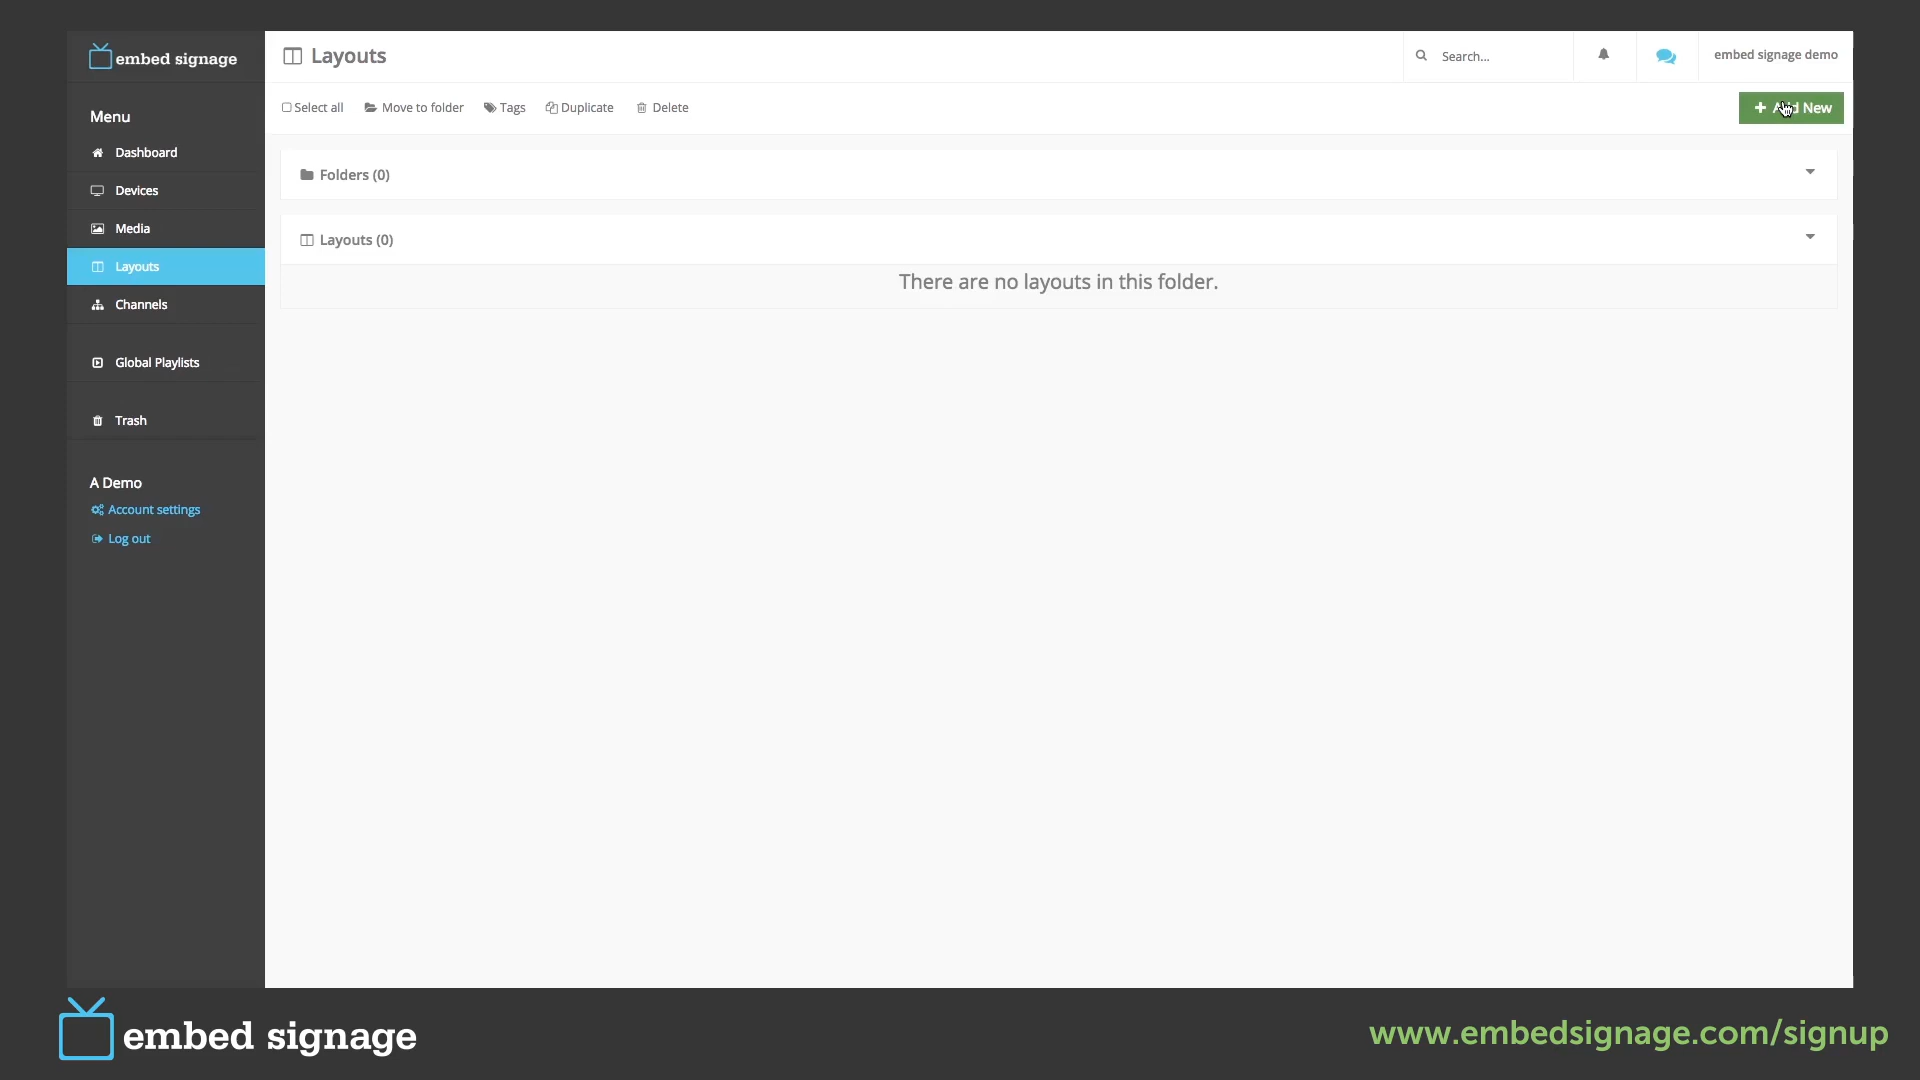 embed signage
Layouts
Search...
embed signage demo
Select all
Move to folder
Tags
Duplicate
Delete
New
Menu
Dashboard
Devices
Media
Layouts
Channels
Global Playlists
Trash
A Demo
Account settings
Log out
Folders (0)
Layouts (0)
There are no layouts in this folder.
embed signage
www.embedsignage.com/signup